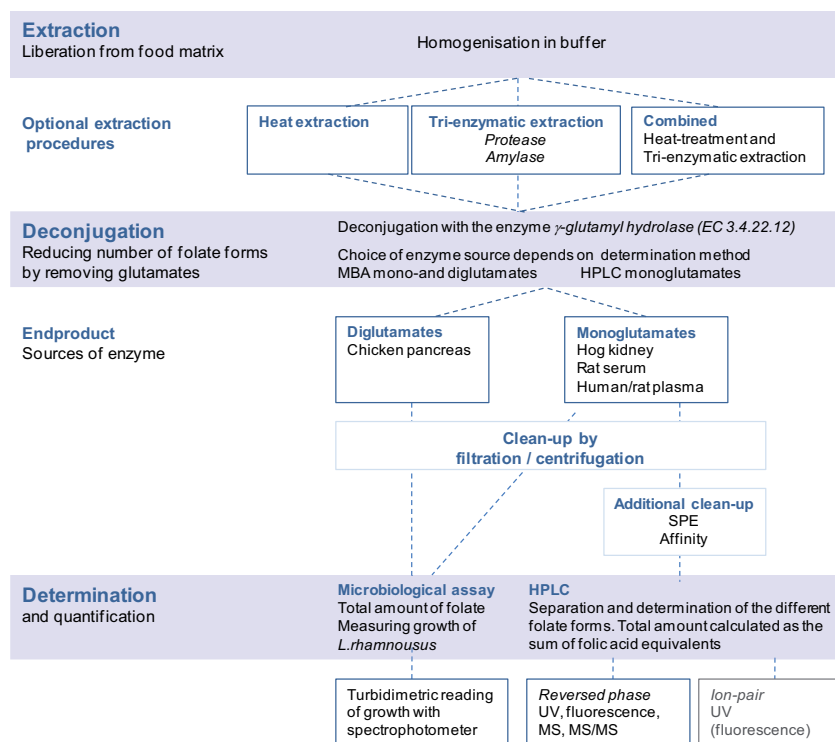 Extraction
Liberation from food matrix
Homogenisation in buffer
Optional extraction
procedures
Heat extraction
Tri-enzymatic extraction
Protease
Amylase
Combined
Heat-treatment and
Tri-enzymatic extraction
Deconjugation
Reducing number of folate forms
by removing glutamates
Deconjugation with the enzyme γ-glutamyl hydrolase (EC 3.4.22.12)
Choice of enzyme source depends on determination method
MBA mono-and diglutamates HPLC monoglutamates
Endproduct
Sources of enzyme
Diglutamates
Chicken pancreas
Monoglutamates
Hog kidney
Rat serum
Human/rat plasma
Clean-up by
filtration / centrifugation
Additional clean-up
SPE
Affinity
Determination
and quantification
Microbiological assay
Total amount of folate
Measuring growth of
L.rhamnousus
HPLC
Separation and determination of the different
folate forms. Total amount calculated as the
sum of folic acid equivalents
Turbidimetric reading
of growth with
spectrophotometer
Reversed phase
UV, fluorescence,
MS, MS/MS
Ion-pair
UV
(fluorescence)